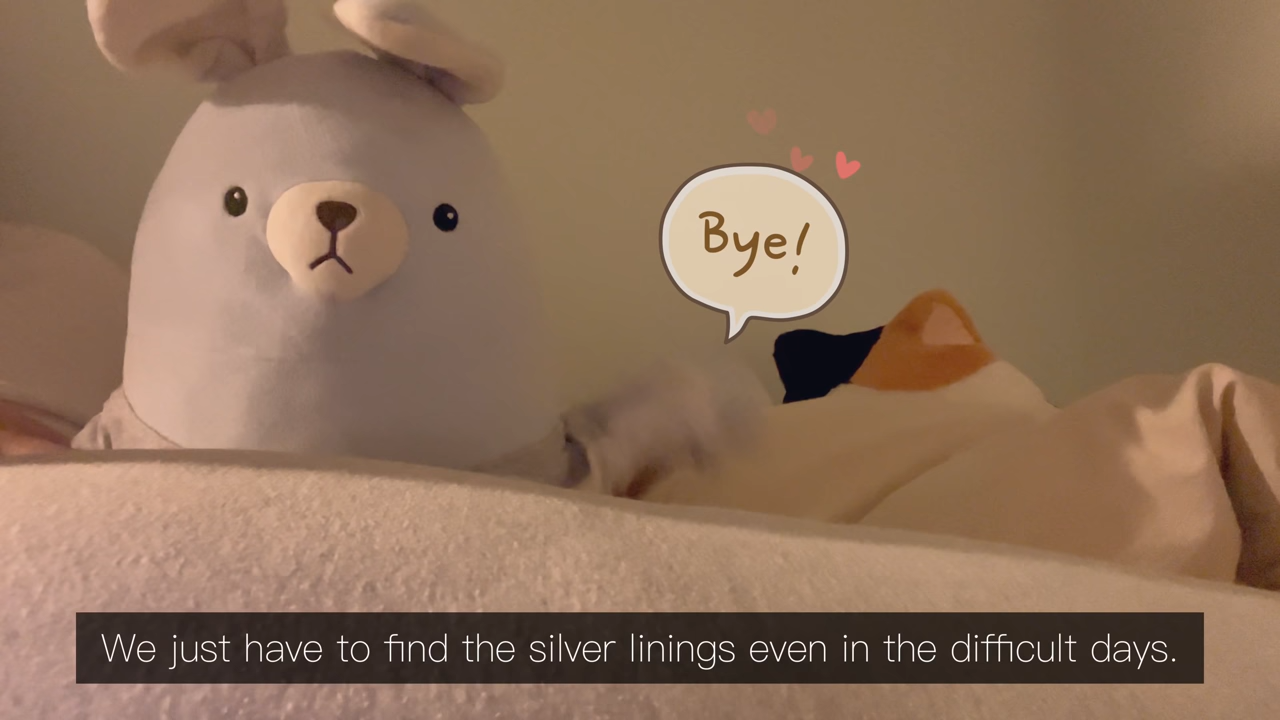 Bye!
We just have to find the silver linings even in the difficult days.